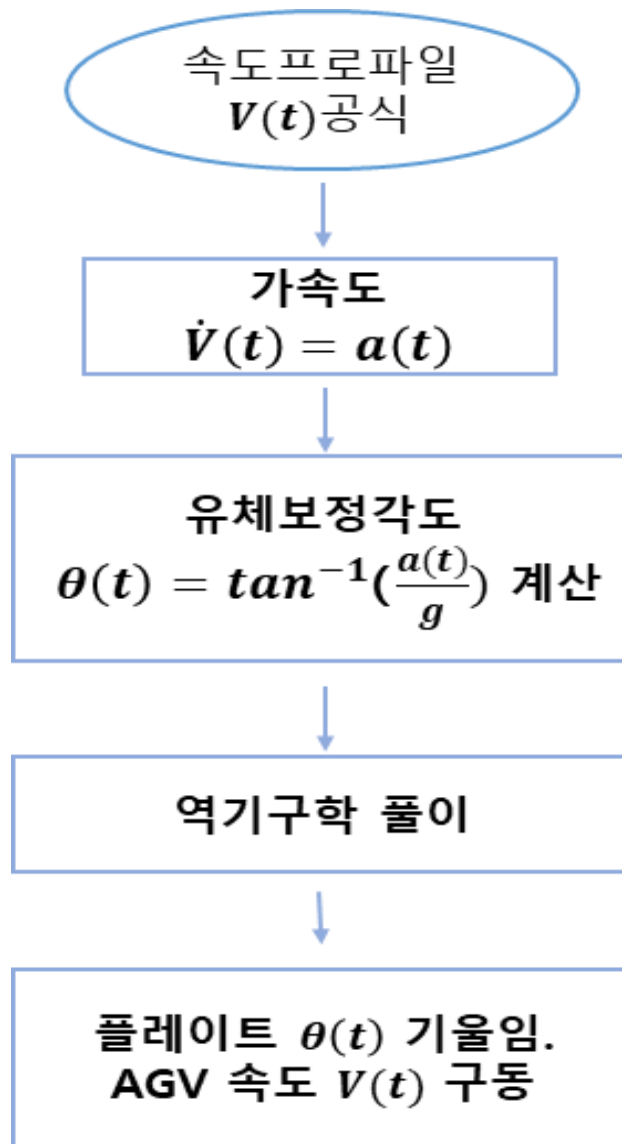 속도프로파일
V(t)공식
가속도
V̇(t) = a(t)
유체보정각도
θ(t) = tan⁻¹(a(t)/g) 계산
역기구학 풀이
플레이트 θ(t) 기울임.
AGV 속도 V(t) 구동